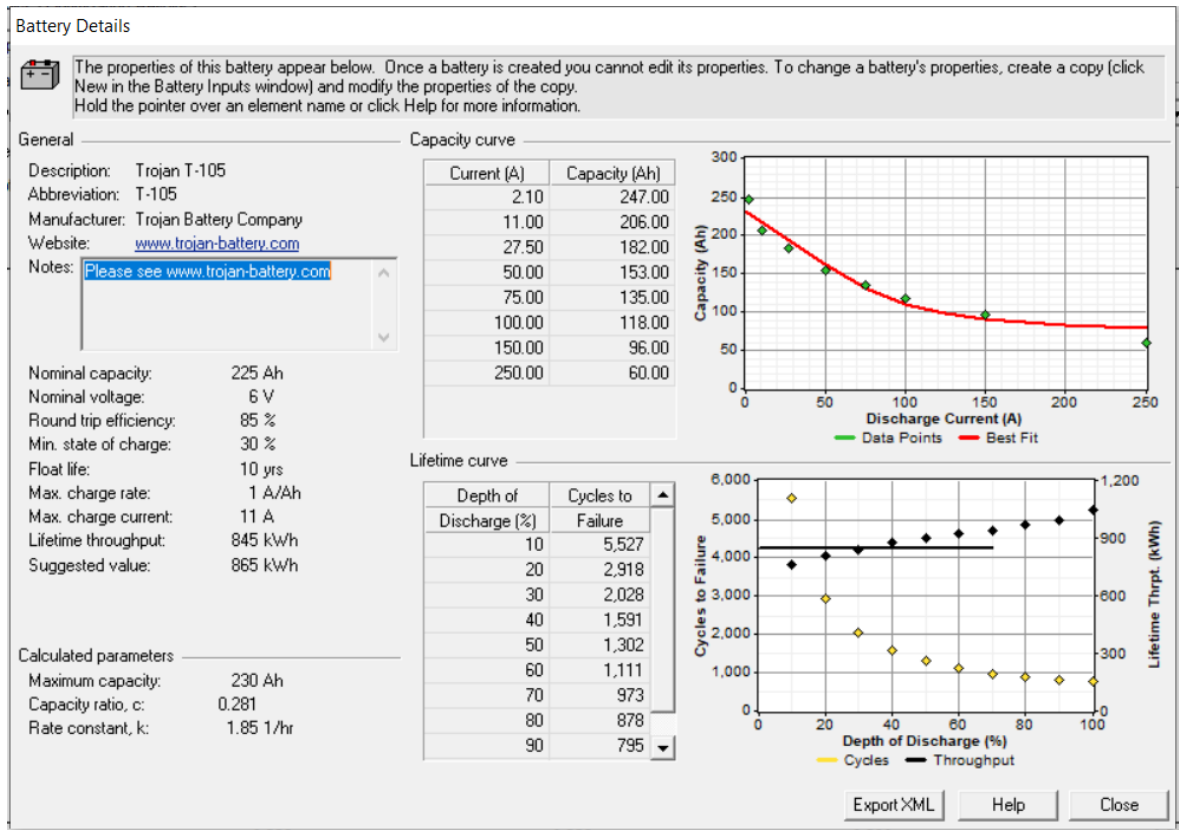 Battery Details
The properties of this battery appear below.  Once a battery is created you cannot edit its properties. To change a battery's properties, create a copy (click
New in the Battery Inputs window) and modify the properties of the copy.
Hold the pointer over an element name or click Help for more information.
General
Description: Trojan T-105
Abbreviation: T-105
Manufacturer: Trojan Battery Company
Website: www.trojan-battery.com
Notes: Please see www.trojan-battery.com
Nominal capacity: 225 Ah
Nominal voltage: 6 V
Round trip efficiency: 85 %
Min. state of charge: 30 %
Float life: 10 yrs
Max. charge rate: 1 A/Ah
Max. charge current: 11 A
Lifetime throughput: 845 kWh
Suggested value: 865 kWh
Calculated parameters
Maximum capacity: 230 Ah
Capacity ratio, c: 0.281
Rate constant, k: 1.85 1/hr
Capacity curve
Current (A) Capacity (Ah)
2.10 247.00
11.00 206.00
27.50 182.00
50.00 153.00
75.00 135.00
100.00 118.00
150.00 96.00
250.00 60.00
300
250
200
150
100
50
0
Capacity (Ah)
0 50 100 150 200 250
Discharge Current (A)
Data Points Best Fit
Lifetime curve
Depth of Cycles to
Discharge (%) Failure
10 5,527
20 2,918
30 2,028
40 1,591
50 1,302
60 1,111
70 973
80 878
90 795
6,000
5,000
4,000
3,000
2,000
1,000
0
Cycles to Failure
1,200
900
600
300
0
Lifetime Thrpt. (kWh)
0 20 40 60 80 100
Depth of Discharge (%)
Cycles Throughput
Export XML Help Close